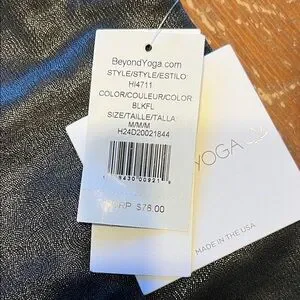 BeyondYoga.com
STYLE/STYLE/ESTILO
HI4711
COLOR/COULEUR/COLOR
BLKFL
SIZE/TAILLE/TALLA
M/M/M
H24D20021844
$78.00
YOGA
MADE IN THE USA